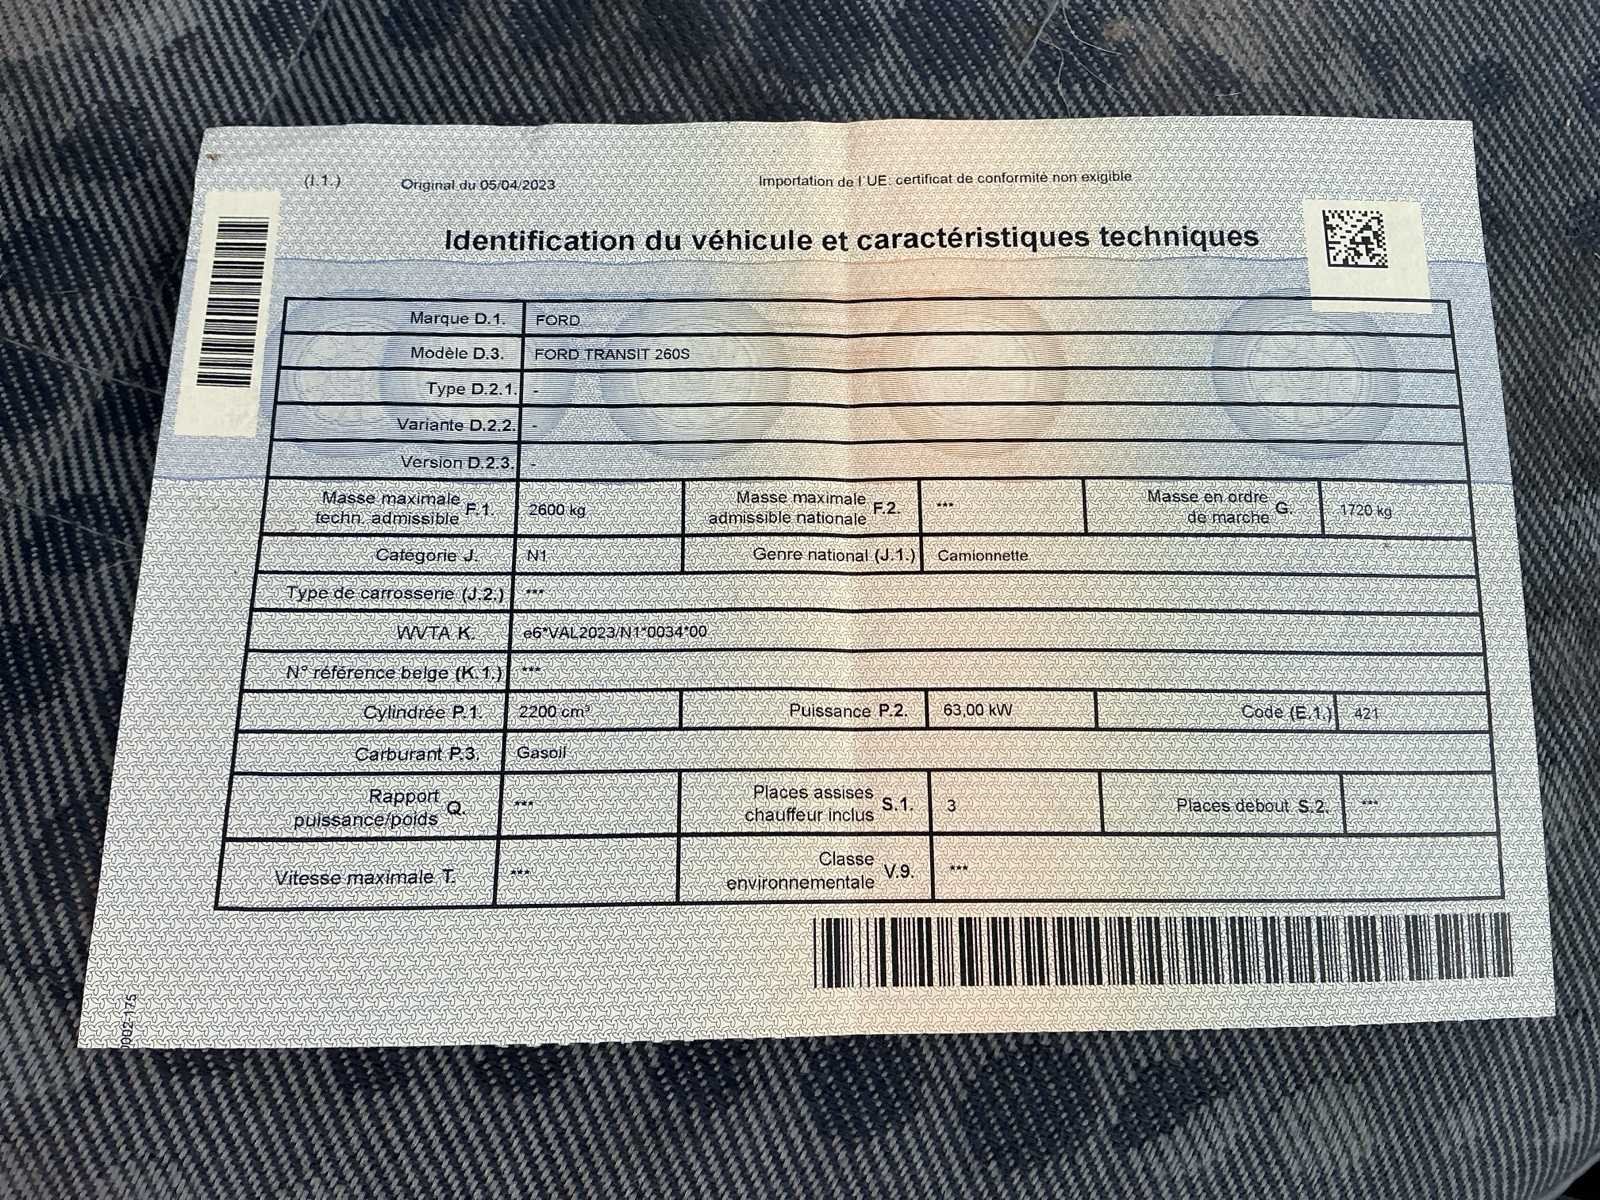 (I.1.) Original du 05/04/2023 Importation de l'UE: certificat de conformité non exigible
Identification du véhicule et caractéristiques techniques
Marque D.1. FORD
Modèle D.3. FORD TRANSIT 260S
Type D.2.1. -
Variante D.2.2. -
Version D.2.3. -
Masse maximale techn. admissible F.1. 2600 kg Masse maximale admissible nationale F.2. *** Masse en ordre de marche G. 1720 kg
Catégorie J. N1 Genre national (J.1.) Camionnette
Type de carrosserie (J.2.) ***
WVTA K. e6*VAL2023/N1*0034*00
N° référence belge (K.1.) ***
Cylindrée P.1. 2200 cm³ Puissance P.2. 63,00 kW Code (E.1.) 421
Carburant P.3. Gasoil
Rapport puissance/poids Q. *** Places assises chauffeur inclus S.1. 3 Places debout S.2. ***
Vitesse maximale T. *** Classe environnementale V.9. ***
0002-175